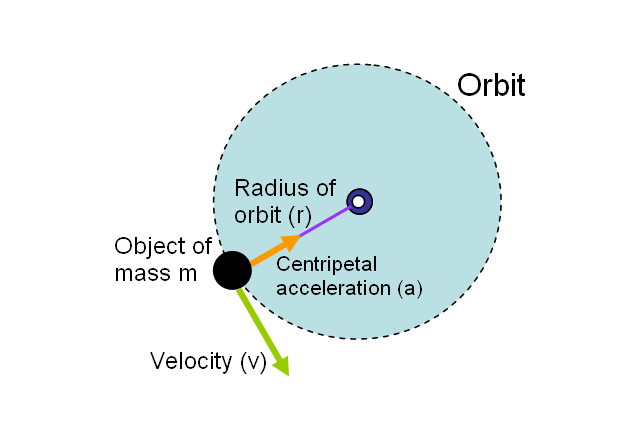 Orbit
Radius of
orbit (r)
Object of
mass m
Centripetal
acceleration (a)
Velocity (v)